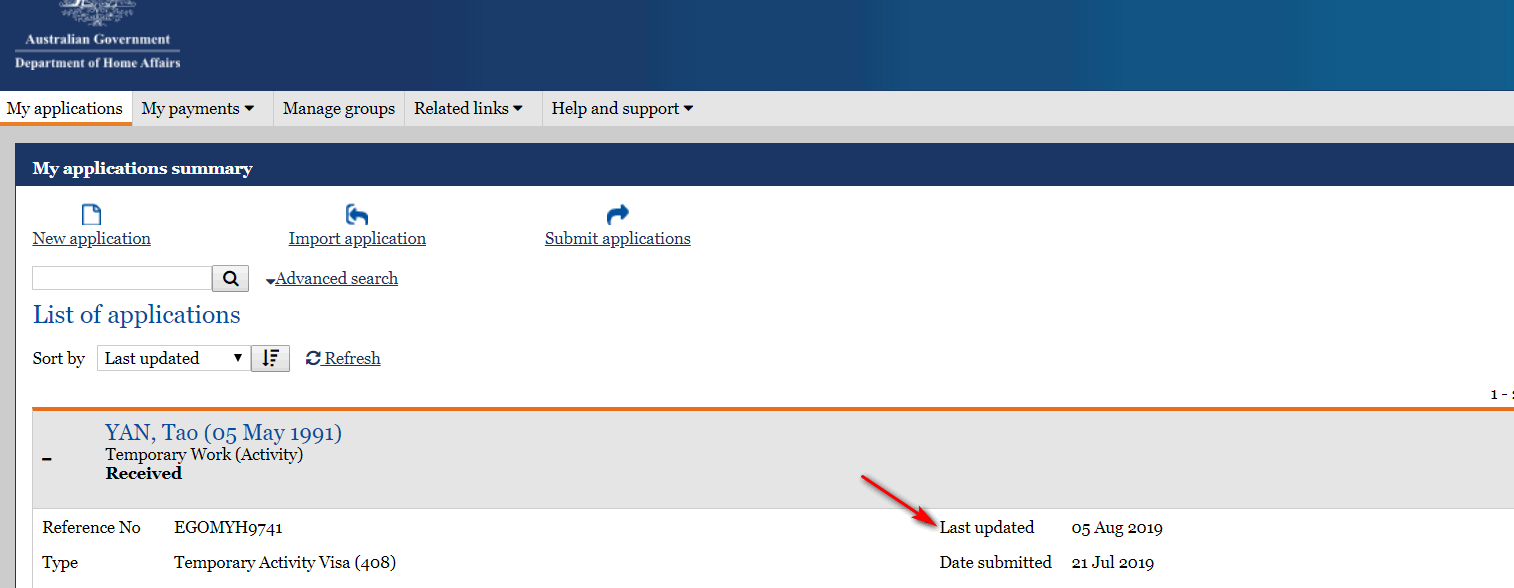 Australian Government
Department of Home Affairs
My applications My payments Manage groups Related links Help and support
My applications summary
New application Import application Submit applications
Advanced search
List of applications
Sort by Last updated Refresh
1 -
YAN, Tao (05 May 1991)
Temporary Work (Activity)
Received
Reference No EGOMYH9741 Last updated 05 Aug 2019
Type Temporary Activity Visa (408) Date submitted 21 Jul 2019